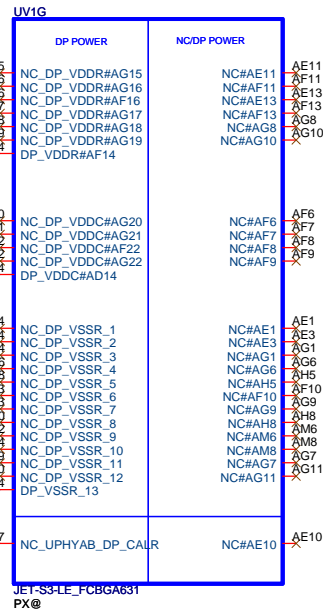 UV1G
DP POWER NC/DP POWER
NC_DP_VDDR#AG15 NC#AE11 AE11
NC_DP_VDDR#AG16 NC#AF11 AF11
NC_DP_VDDR#AF16 NC#AE13 AE13
NC_DP_VDDR#AG17 NC#AF13 AF13
NC_DP_VDDR#AG18 NC#AG8 AG8
NC_DP_VDDR#AG19 NC#AG10 AG10
DP_VDDR#AF14
NC_DP_VDDC#AG20 NC#AF6 AF6
NC_DP_VDDC#AG21 NC#AF7 AF7
NC_DP_VDDC#AF22 NC#AF8 AF8
NC_DP_VDDC#AG22 NC#AF9 AF9
DP_VDDC#AD14
NC_DP_VSSR_1 NC#AE1 AE1
NC_DP_VSSR_2 NC#AE3 AE3
NC_DP_VSSR_3 NC#AG1 AG1
NC_DP_VSSR_4 NC#AG6 AG6
NC_DP_VSSR_5 NC#AH5 AH5
NC_DP_VSSR_6 NC#AF10 AF10
NC_DP_VSSR_7 NC#AG9 AG9
NC_DP_VSSR_8 NC#AH8 AH8
NC_DP_VSSR_9 NC#AM6 AM6
NC_DP_VSSR_10 NC#AM8 AM8
NC_DP_VSSR_11 NC#AG7 AG7
NC_DP_VSSR_12 NC#AG11 AG11
DP_VSSR_13
NC_UPHYAB_DP_CALR NC#AE10 AE10
JET-S3-LE_FCBGA631
PX@